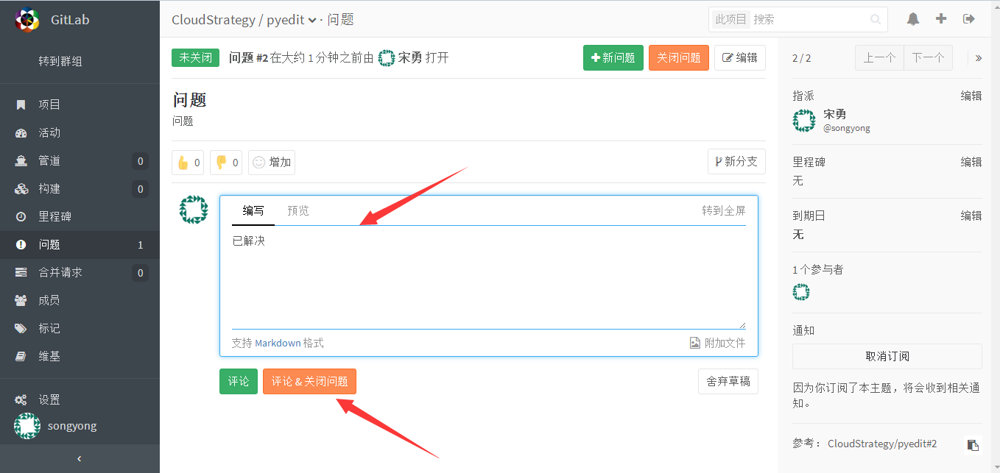 GitLab
转到群组
项目
活动
管道 0
构建 0
里程碑
问题 1
合并请求 0
成员
标记
维基
设置
songyong
CloudStrategy / pyedit · 问题
此项目 搜索
未关闭 问题 #2 在大约 1 分钟之前由 宋勇 打开
新问题 关闭问题 编辑
问题
问题
0 0 增加 新分支
编写 预览 转到全屏
已解决
支持 Markdown 格式 附加文件
评论 评论 & 关闭问题 舍弃草稿
2 / 2 上一个 下一个 »
指派 编辑
宋勇
@songyong
里程碑 编辑
无
到期日 编辑
无
1 个参与者
通知
取消订阅
因为你订阅了本主题，将会收到相关通
知。
参考： CloudStrategy/pyedit#2